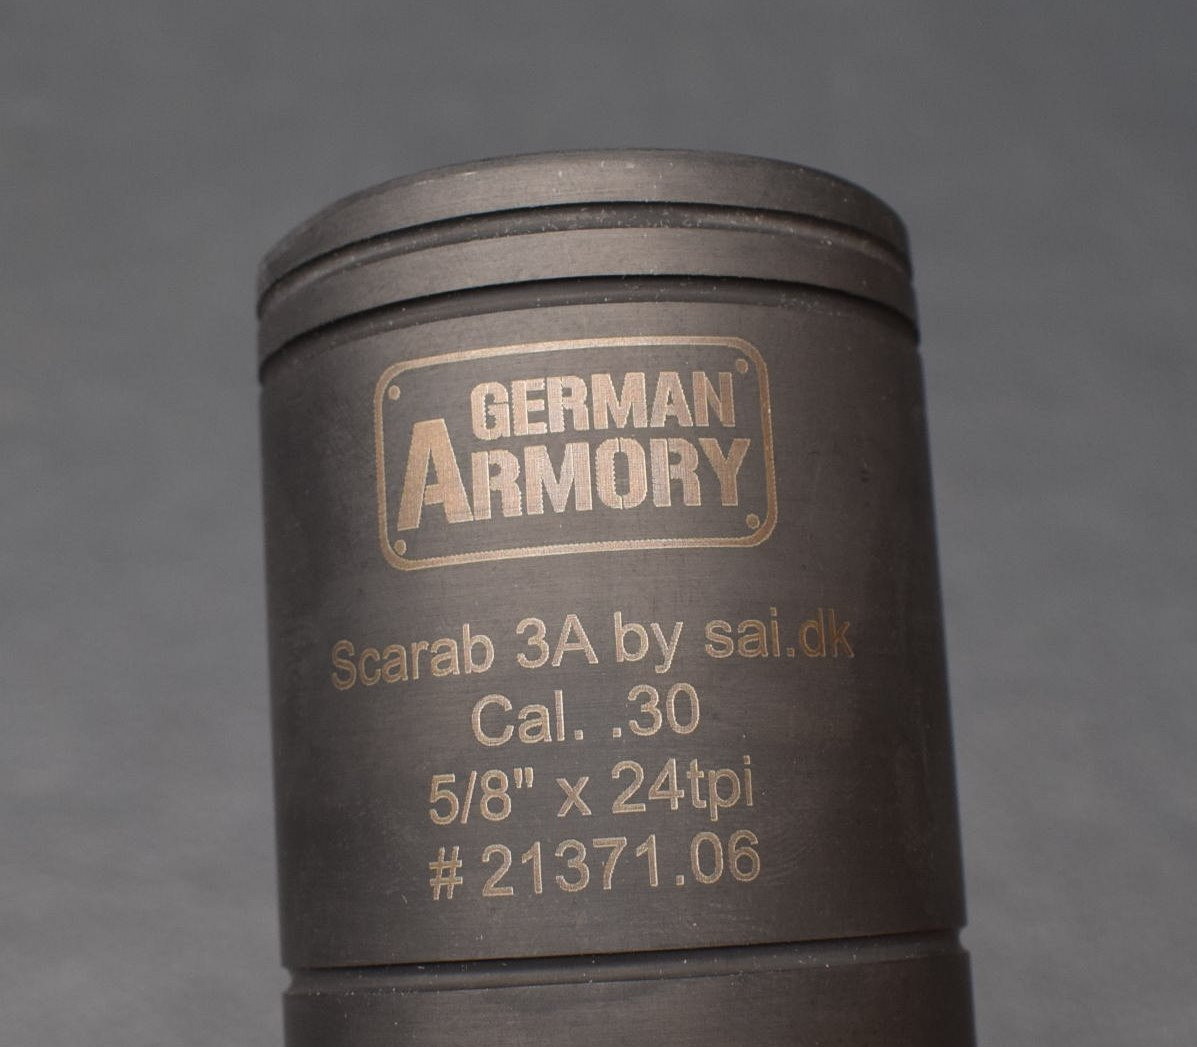 GERMAN
ARMORY
Scarab 3A by sai.dk
Cal. .30
5/8" x 24tpi
# 21371.06